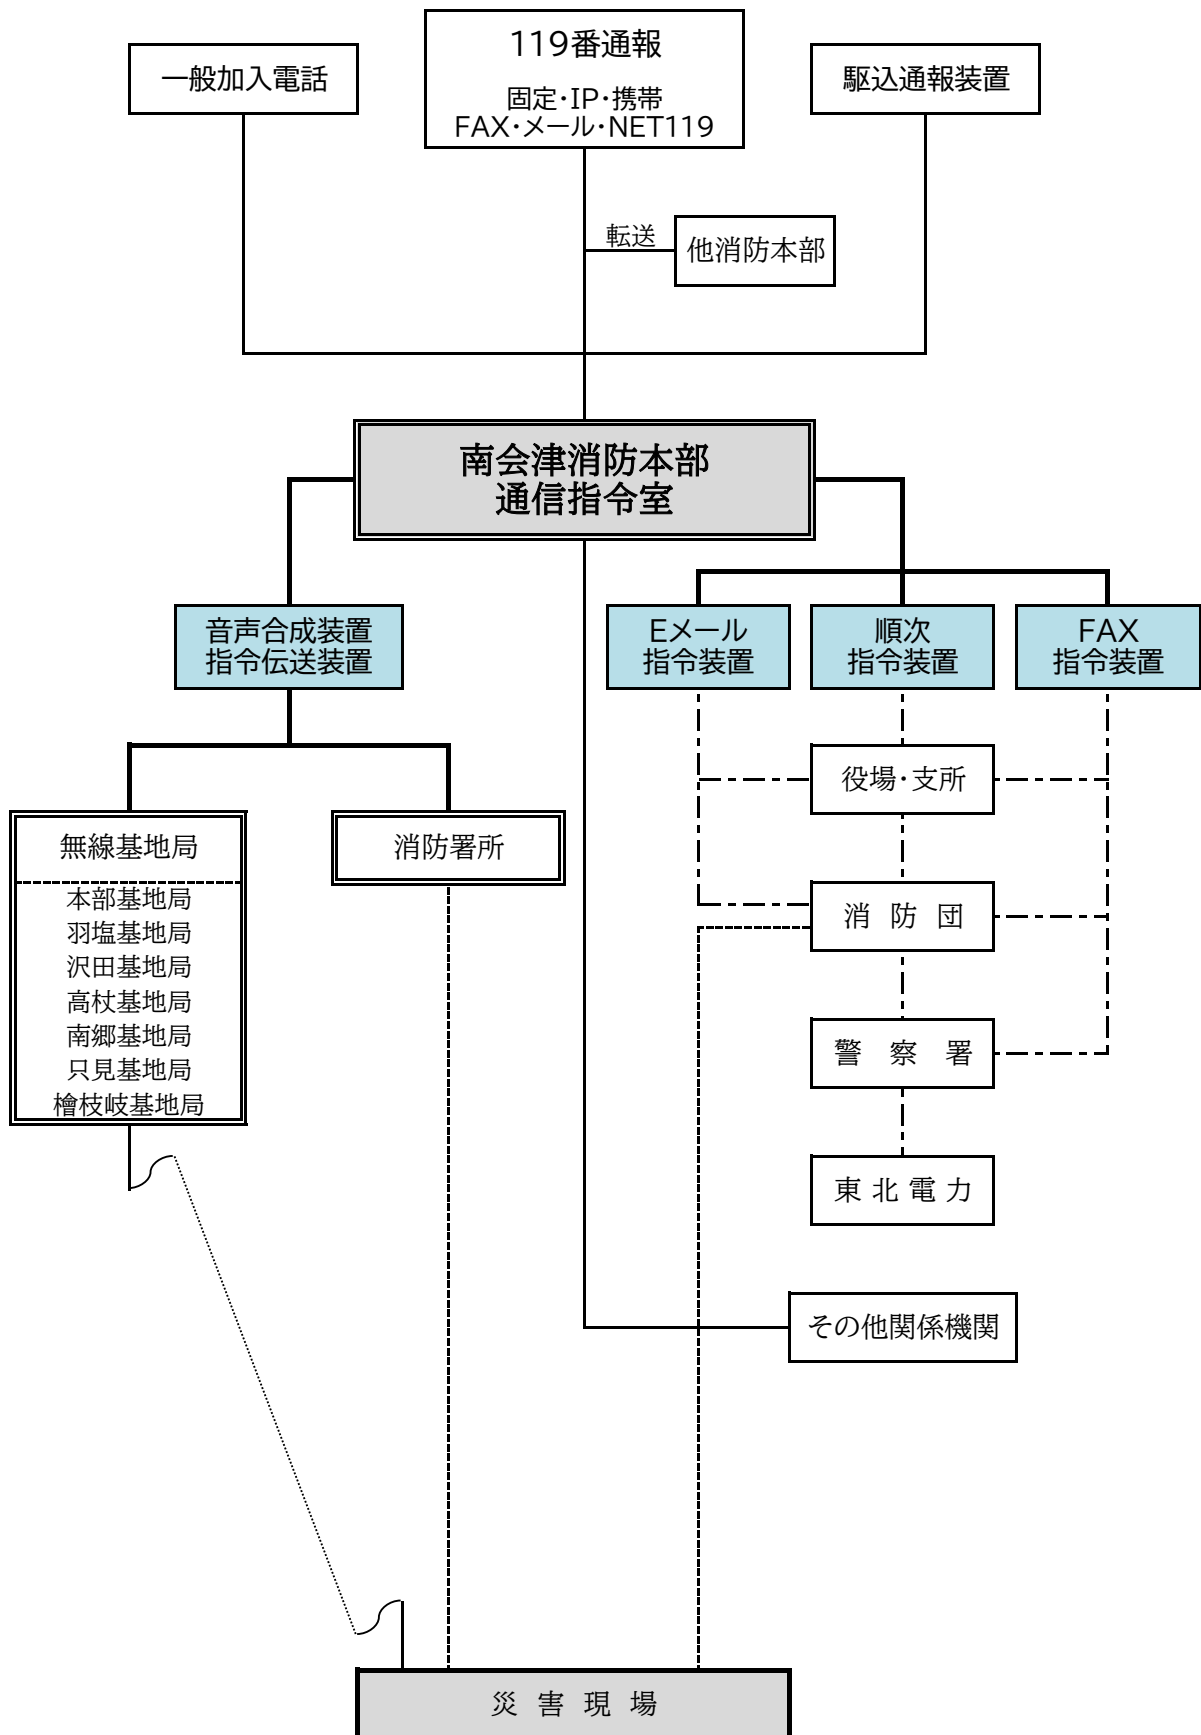 119番通報
固定・IP・携帯
FAX・メール・NET119
一般加入電話
駆込通報装置
転送
他消防本部
南会津消防本部
通信指令室
音声合成装置
指令伝送装置
Eメール
指令装置
順次
指令装置
FAX
指令装置
役場・支所
無線基地局
消防署所
本部基地局
羽塩基地局
沢田基地局
高杖基地局
南郷基地局
只見基地局
檜枝岐基地局
消防団
警察署
東北電力
その他関係機関
災害現場